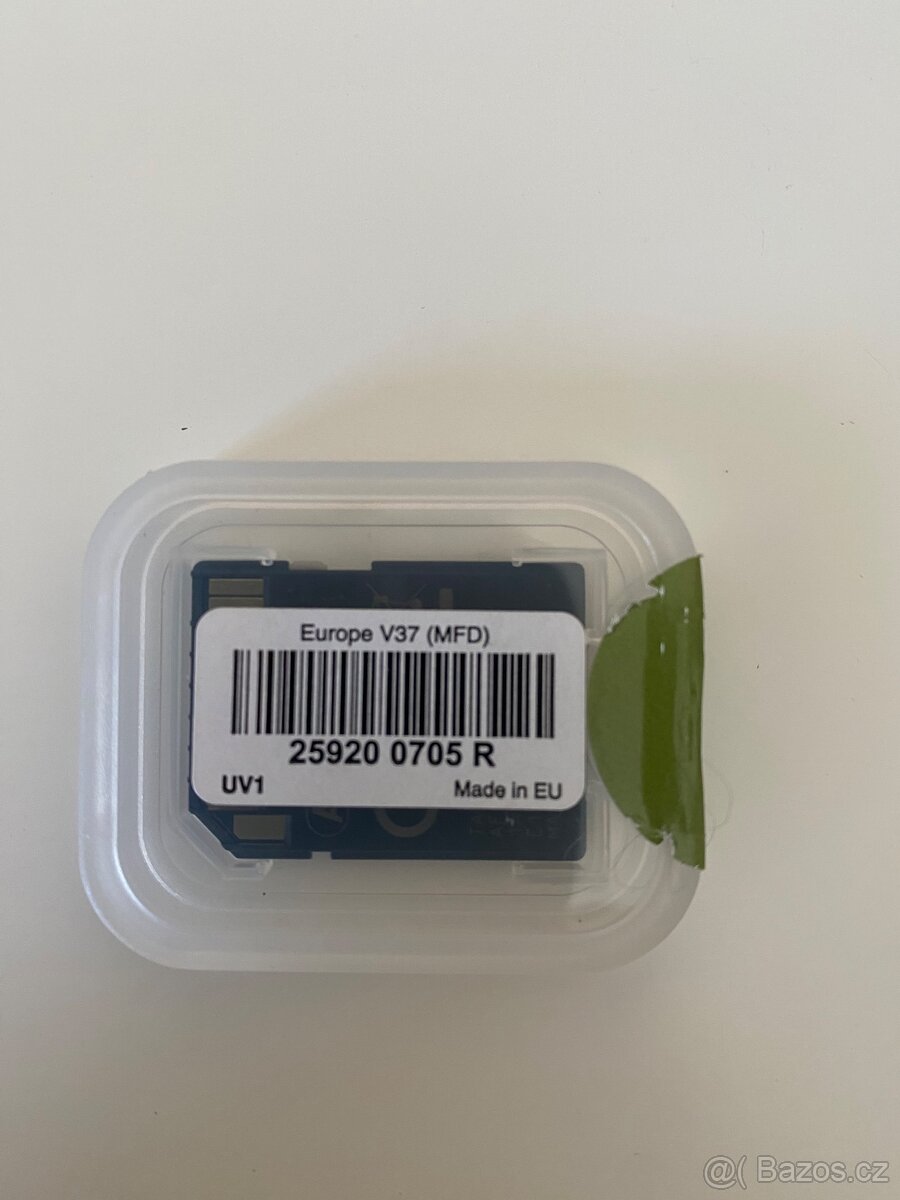 Europe V37 (MFD)
25920 0705 R
UV1 Made in EU
@( Bazos.cz